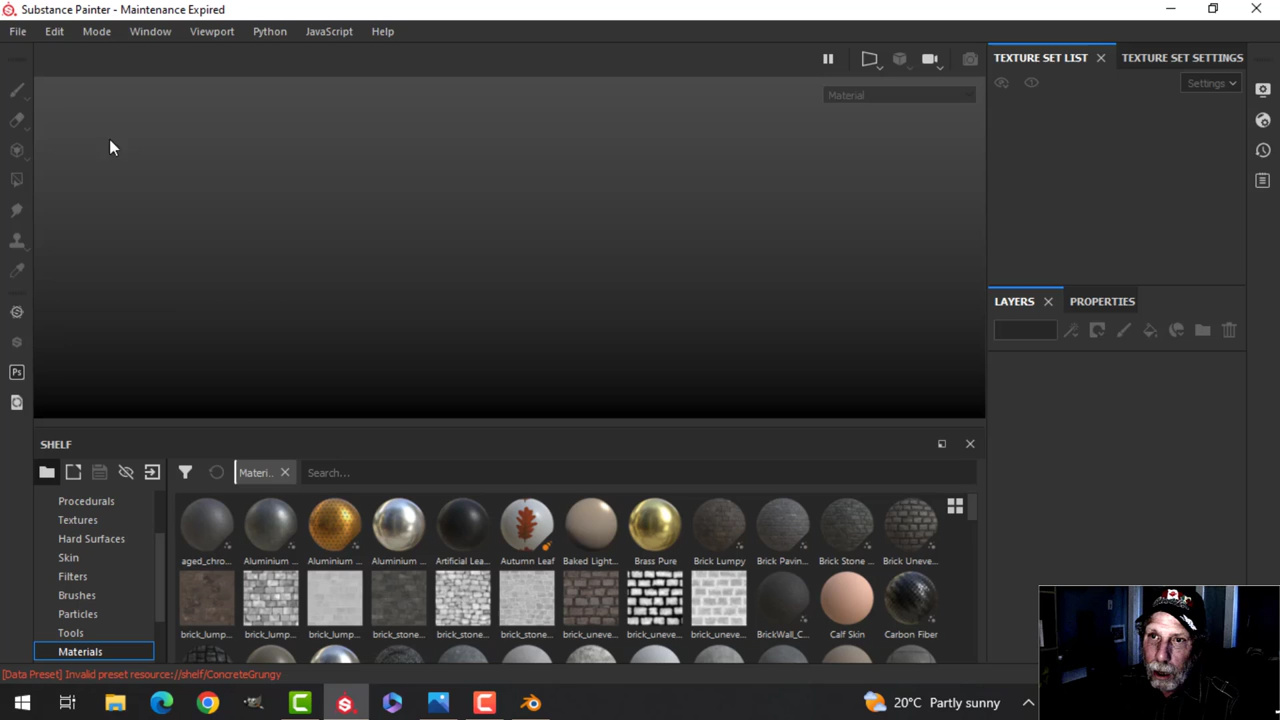 Substance Painter - Maintenance Expired
File Edit Mode Window Viewport Python JavaScript Help
TEXTURE SET LIST
TEXTURE SET SETTINGS
Material
Settings
LAYERS
PROPERTIES
Ps
SHELF
Materi..
Search...
Procedurals
Textures
Hard Surfaces
Skin
Filters
Brushes
Particles
Tools
Materials
aged_chro... Aluminium ... Aluminium ... Aluminium ... Artificial Lea... Autumn Leaf Baked Light... Brass Pure Brick Lumpy Brick Pavin... Brick Stone ... Brick Uneve...
brick_lump... brick_lump... brick_lump... brick_stone... brick_stone... brick_stone... brick_uneve... brick_uneve... brick_uneve... BrickWall_C... Calf Skin Carbon Fiber
[Data Preset] Invalid preset resource://shelf/ConcreteGrungy
20°C Partly sunny